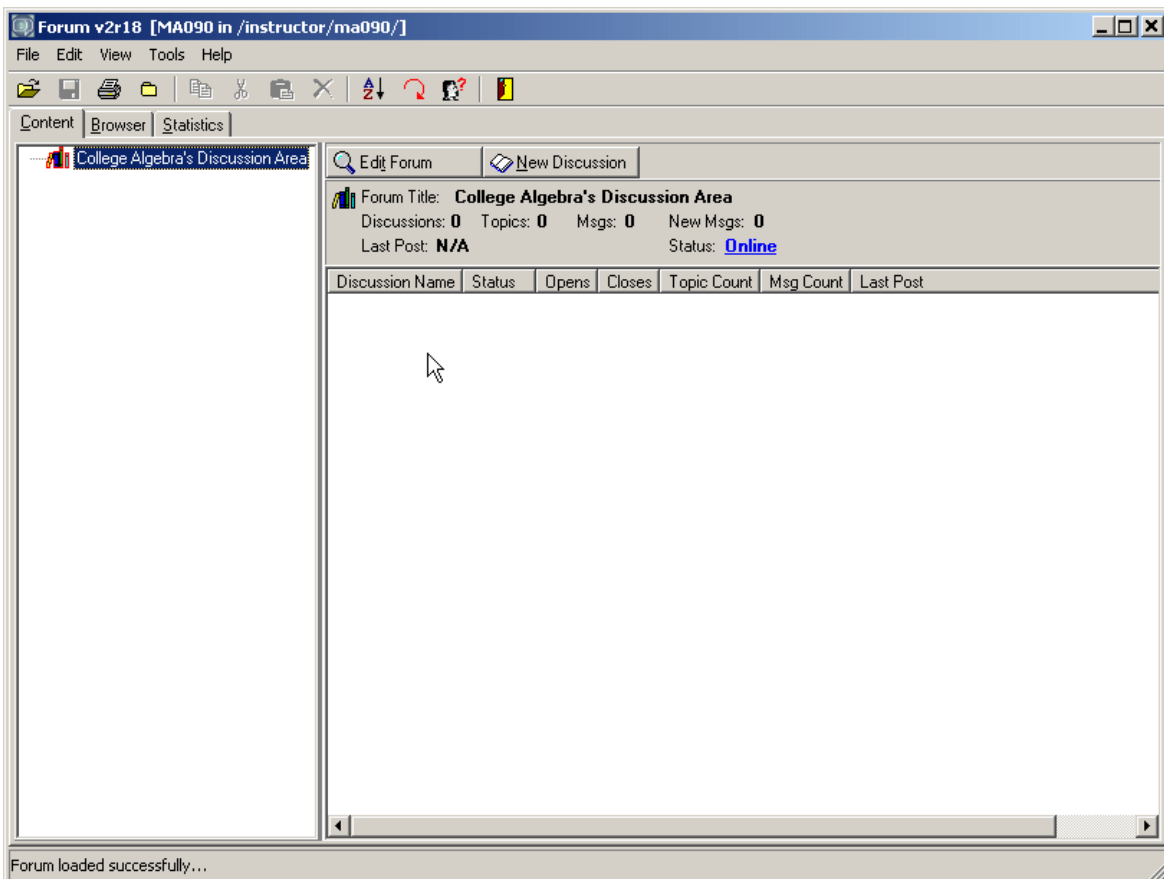 Forum v2r18 [MA090 in /instructor/ma090/]
File Edit View Tools Help
Content Browser Statistics
College Algebra's Discussion Area
Edit Forum New Discussion
Forum Title: College Algebra's Discussion Area
Discussions: 0 Topics: 0 Msgs: 0 New Msgs: 0
Last Post: N/A Status: Online
Discussion Name Status Opens Closes Topic Count Msg Count Last Post
Forum loaded successfully...